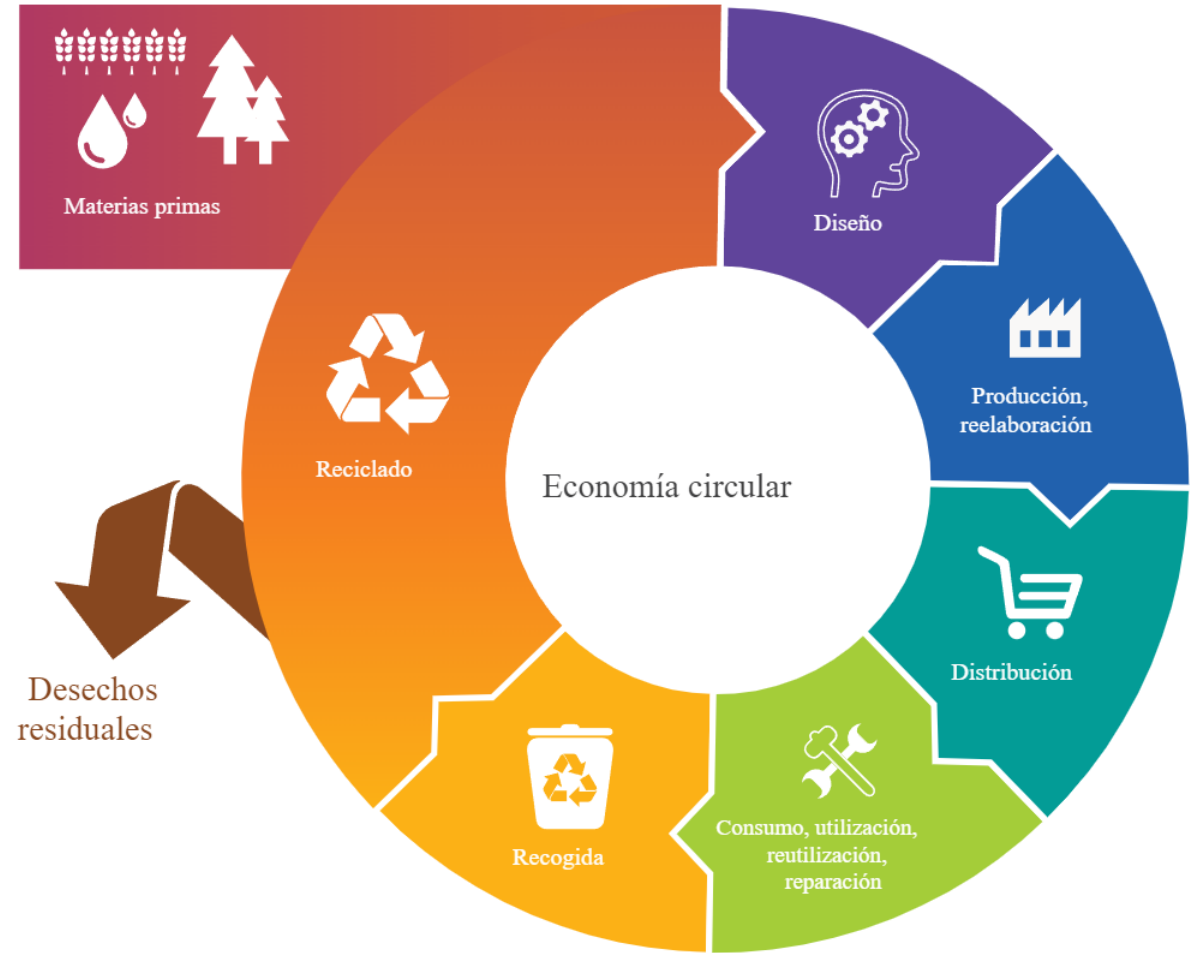 Materias primas
Diseño
Producción,
reelaboración
Reciclado
Economía circular
Distribución
Desechos
residuales
Consumo, utilización,
reutilización,
reparación
Recogida